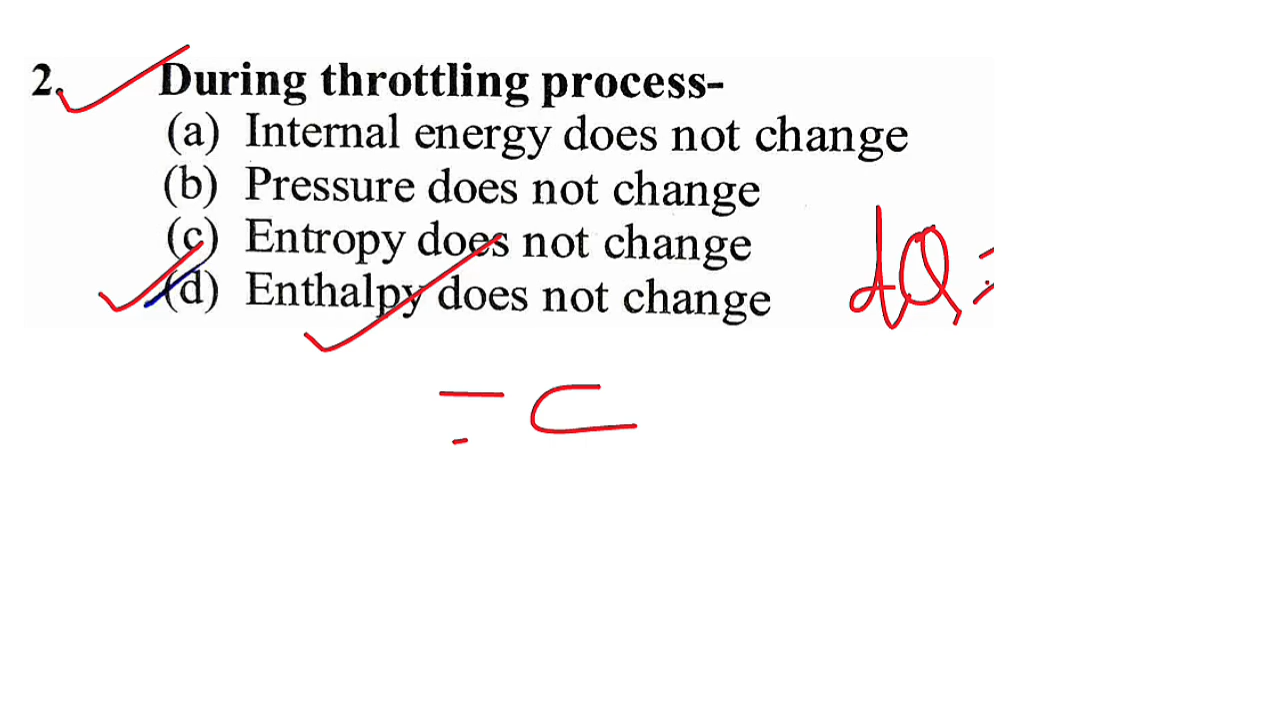 2. During throttling process-
(a) Internal energy does not change
(b) Pressure does not change
(c) Entropy does not change
(d) Enthalpy does not change
dQ =
= C